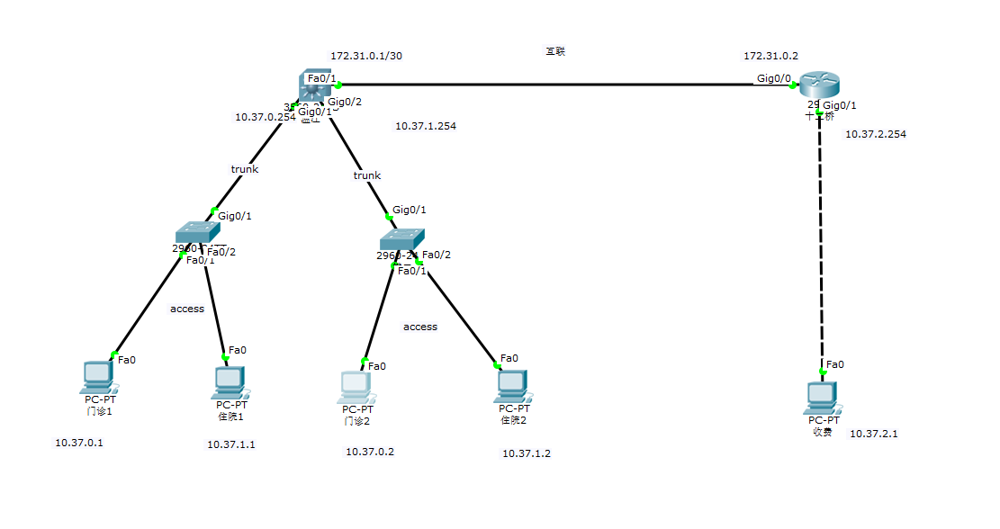 互联
172.31.0.1/30
172.31.0.2
Fa0/1
Gig0/0
Gig0/2
Gig0/1
10.37.0.254
Gig0/1
10.37.1.254
10.37.2.254
trunk
trunk
Gig0/1
Gig0/1
Fa0/2
Fa0/1
Fa0/2
Fa0/1
access
access
Fa0
Fa0
Fa0
Fa0
Fa0
PC-PT
门诊1
PC-PT
住院1
PC-PT
门诊2
PC-PT
住院2
PC-PT
收费
10.37.0.1
10.37.1.1
10.37.0.2
10.37.1.2
10.37.2.1